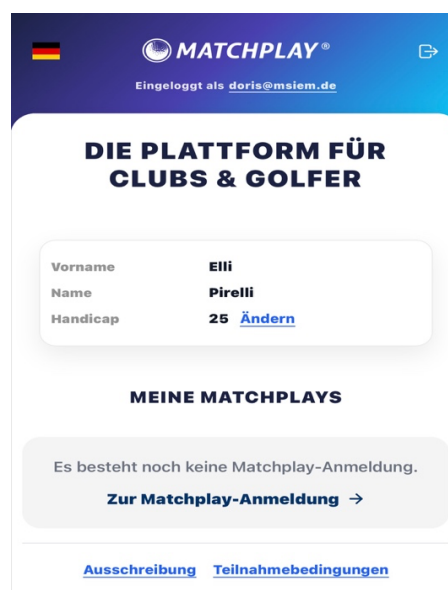 MATCHPLAY®
Eingeloggt als doris@msiem.de
DIE PLATTFORM FÜR
CLUBS & GOLFER
Vorname Elli
Name Pirelli
Handicap 25 Ändern
MEINE MATCHPLAYS
Es besteht noch keine Matchplay-Anmeldung.
Zur Matchplay-Anmeldung →
Ausschreibung Teilnahmebedingungen